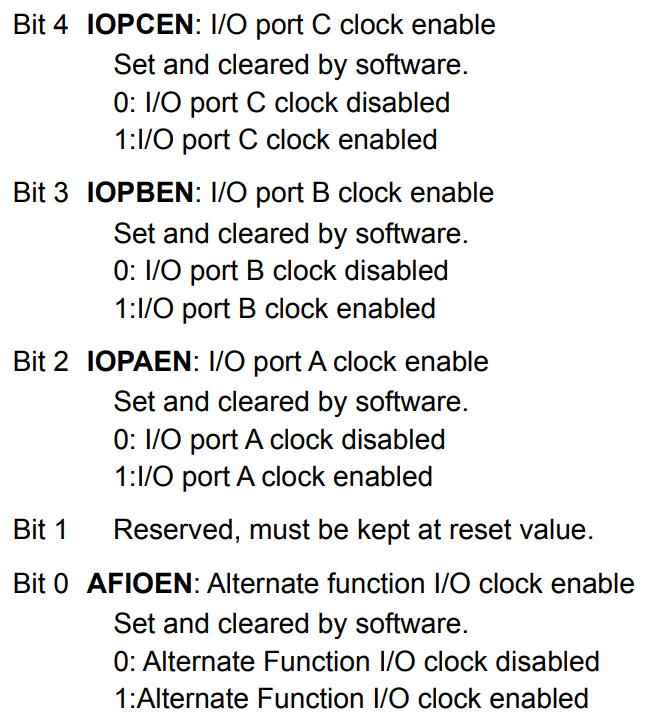 Bit 4 IOPCEN: I/O port C clock enable
Set and cleared by software.
0: I/O port C clock disabled
1:I/O port C clock enabled
Bit 3 IOPBEN: I/O port B clock enable
Set and cleared by software.
0: I/O port B clock disabled
1:I/O port B clock enabled
Bit 2 IOPAEN: I/O port A clock enable
Set and cleared by software.
0: I/O port A clock disabled
1:I/O port A clock enabled
Bit 1 Reserved, must be kept at reset value.
Bit 0 AFIOEN: Alternate function I/O clock enable
Set and cleared by software.
0: Alternate Function I/O clock disabled
1:Alternate Function I/O clock enabled